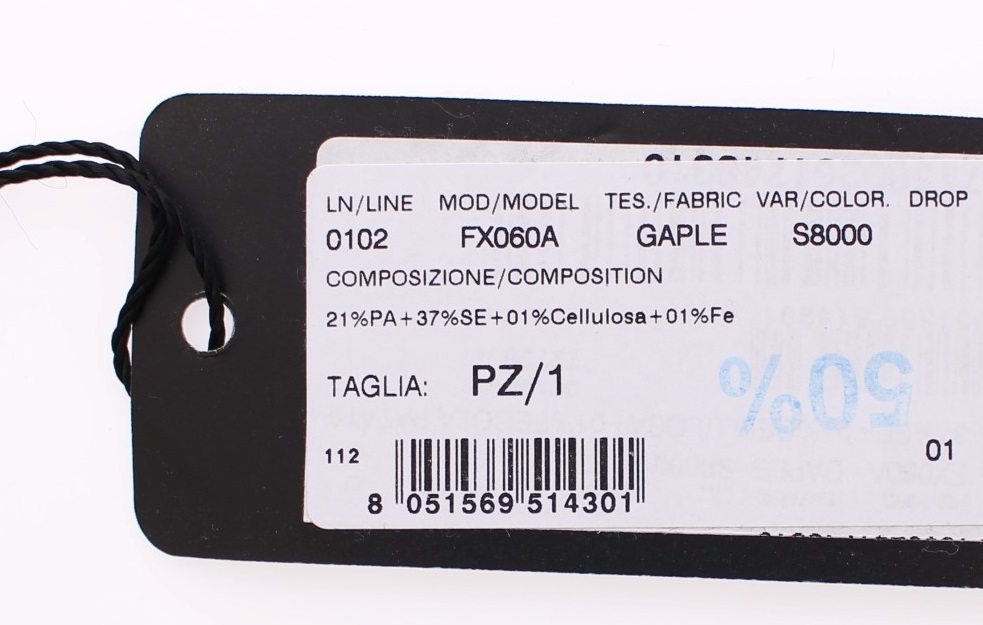 LN/LINE MOD/MODEL TES./FABRIC VAR/COLOR. DROP
0102 FX060A GAPLE S8000
COMPOSIZIONE/COMPOSITION
21%PA+37%SE+01%Cellulosa+01%Fe
50%
TAGLIA: PZ/1
112
01
8 051569 514301